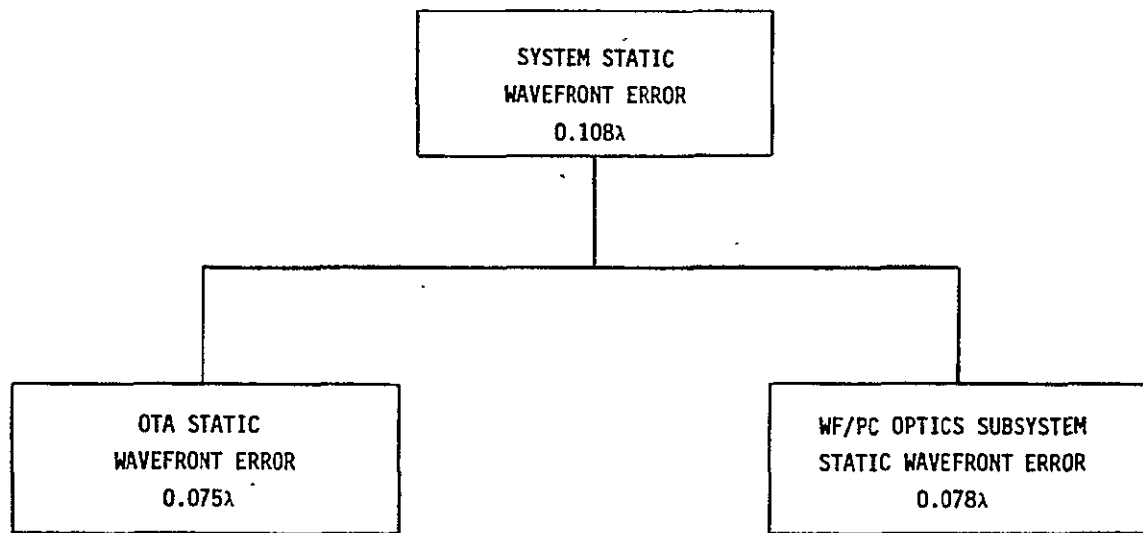 SYSTEM STATIC
WAVEFRONT ERROR
0.108λ
OTA STATIC
WAVEFRONT ERROR
0.075λ
WF/PC OPTICS SUBSYSTEM
STATIC WAVEFRONT ERROR
0.078λ